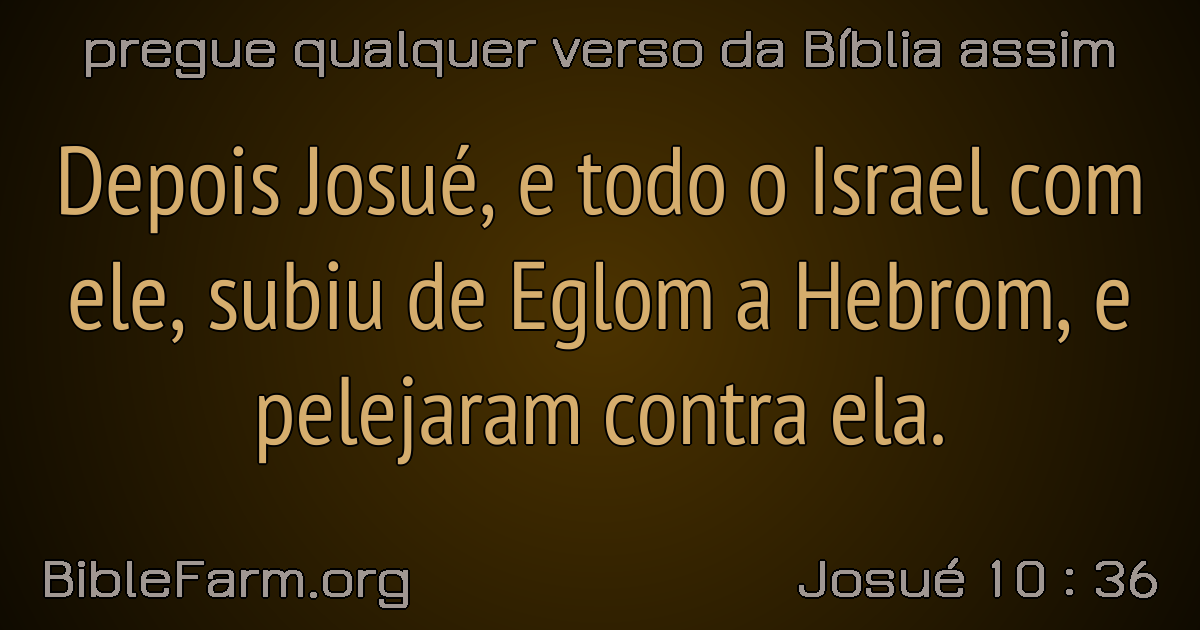 pregue qualquer verso da Bíblia assim
Depois Josué, e todo o Israel com
ele, subiu de Eglom a Hebrom, e
pelejaram contra ela.
BibleFarm.org
Josué 10 : 36